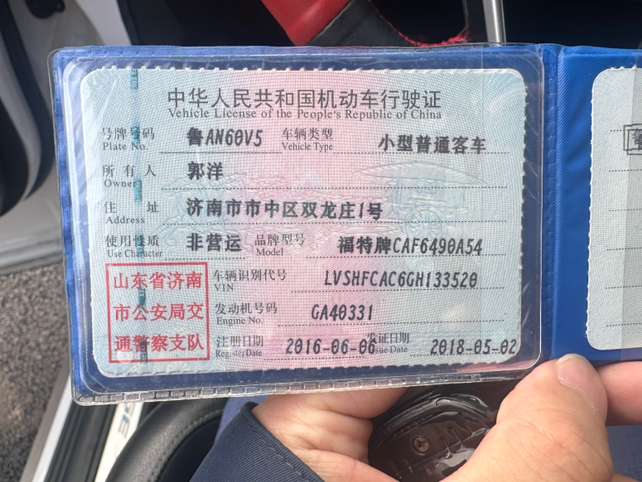 中华人民共和国机动车行驶证
Vehicle License of the People's Republic of China
号牌号码 鲁AN60V5 车辆类型 小型普通客车
Plate No. Vehicle Type
所有人 郭洋
Owner
住址 济南市市中区双龙庄1号
Address
使用性质 非营运 品牌型号 福特牌CAF6490A54
Use Character Model
山东省济南
市公安局交
通警察支队
车辆识别代号 LVSHFCAC6GH133520
VIN
发动机号码 GA40331
Engine No.
注册日期 2016-06-06 发证日期 2018-05-02
Register Date Issue Date